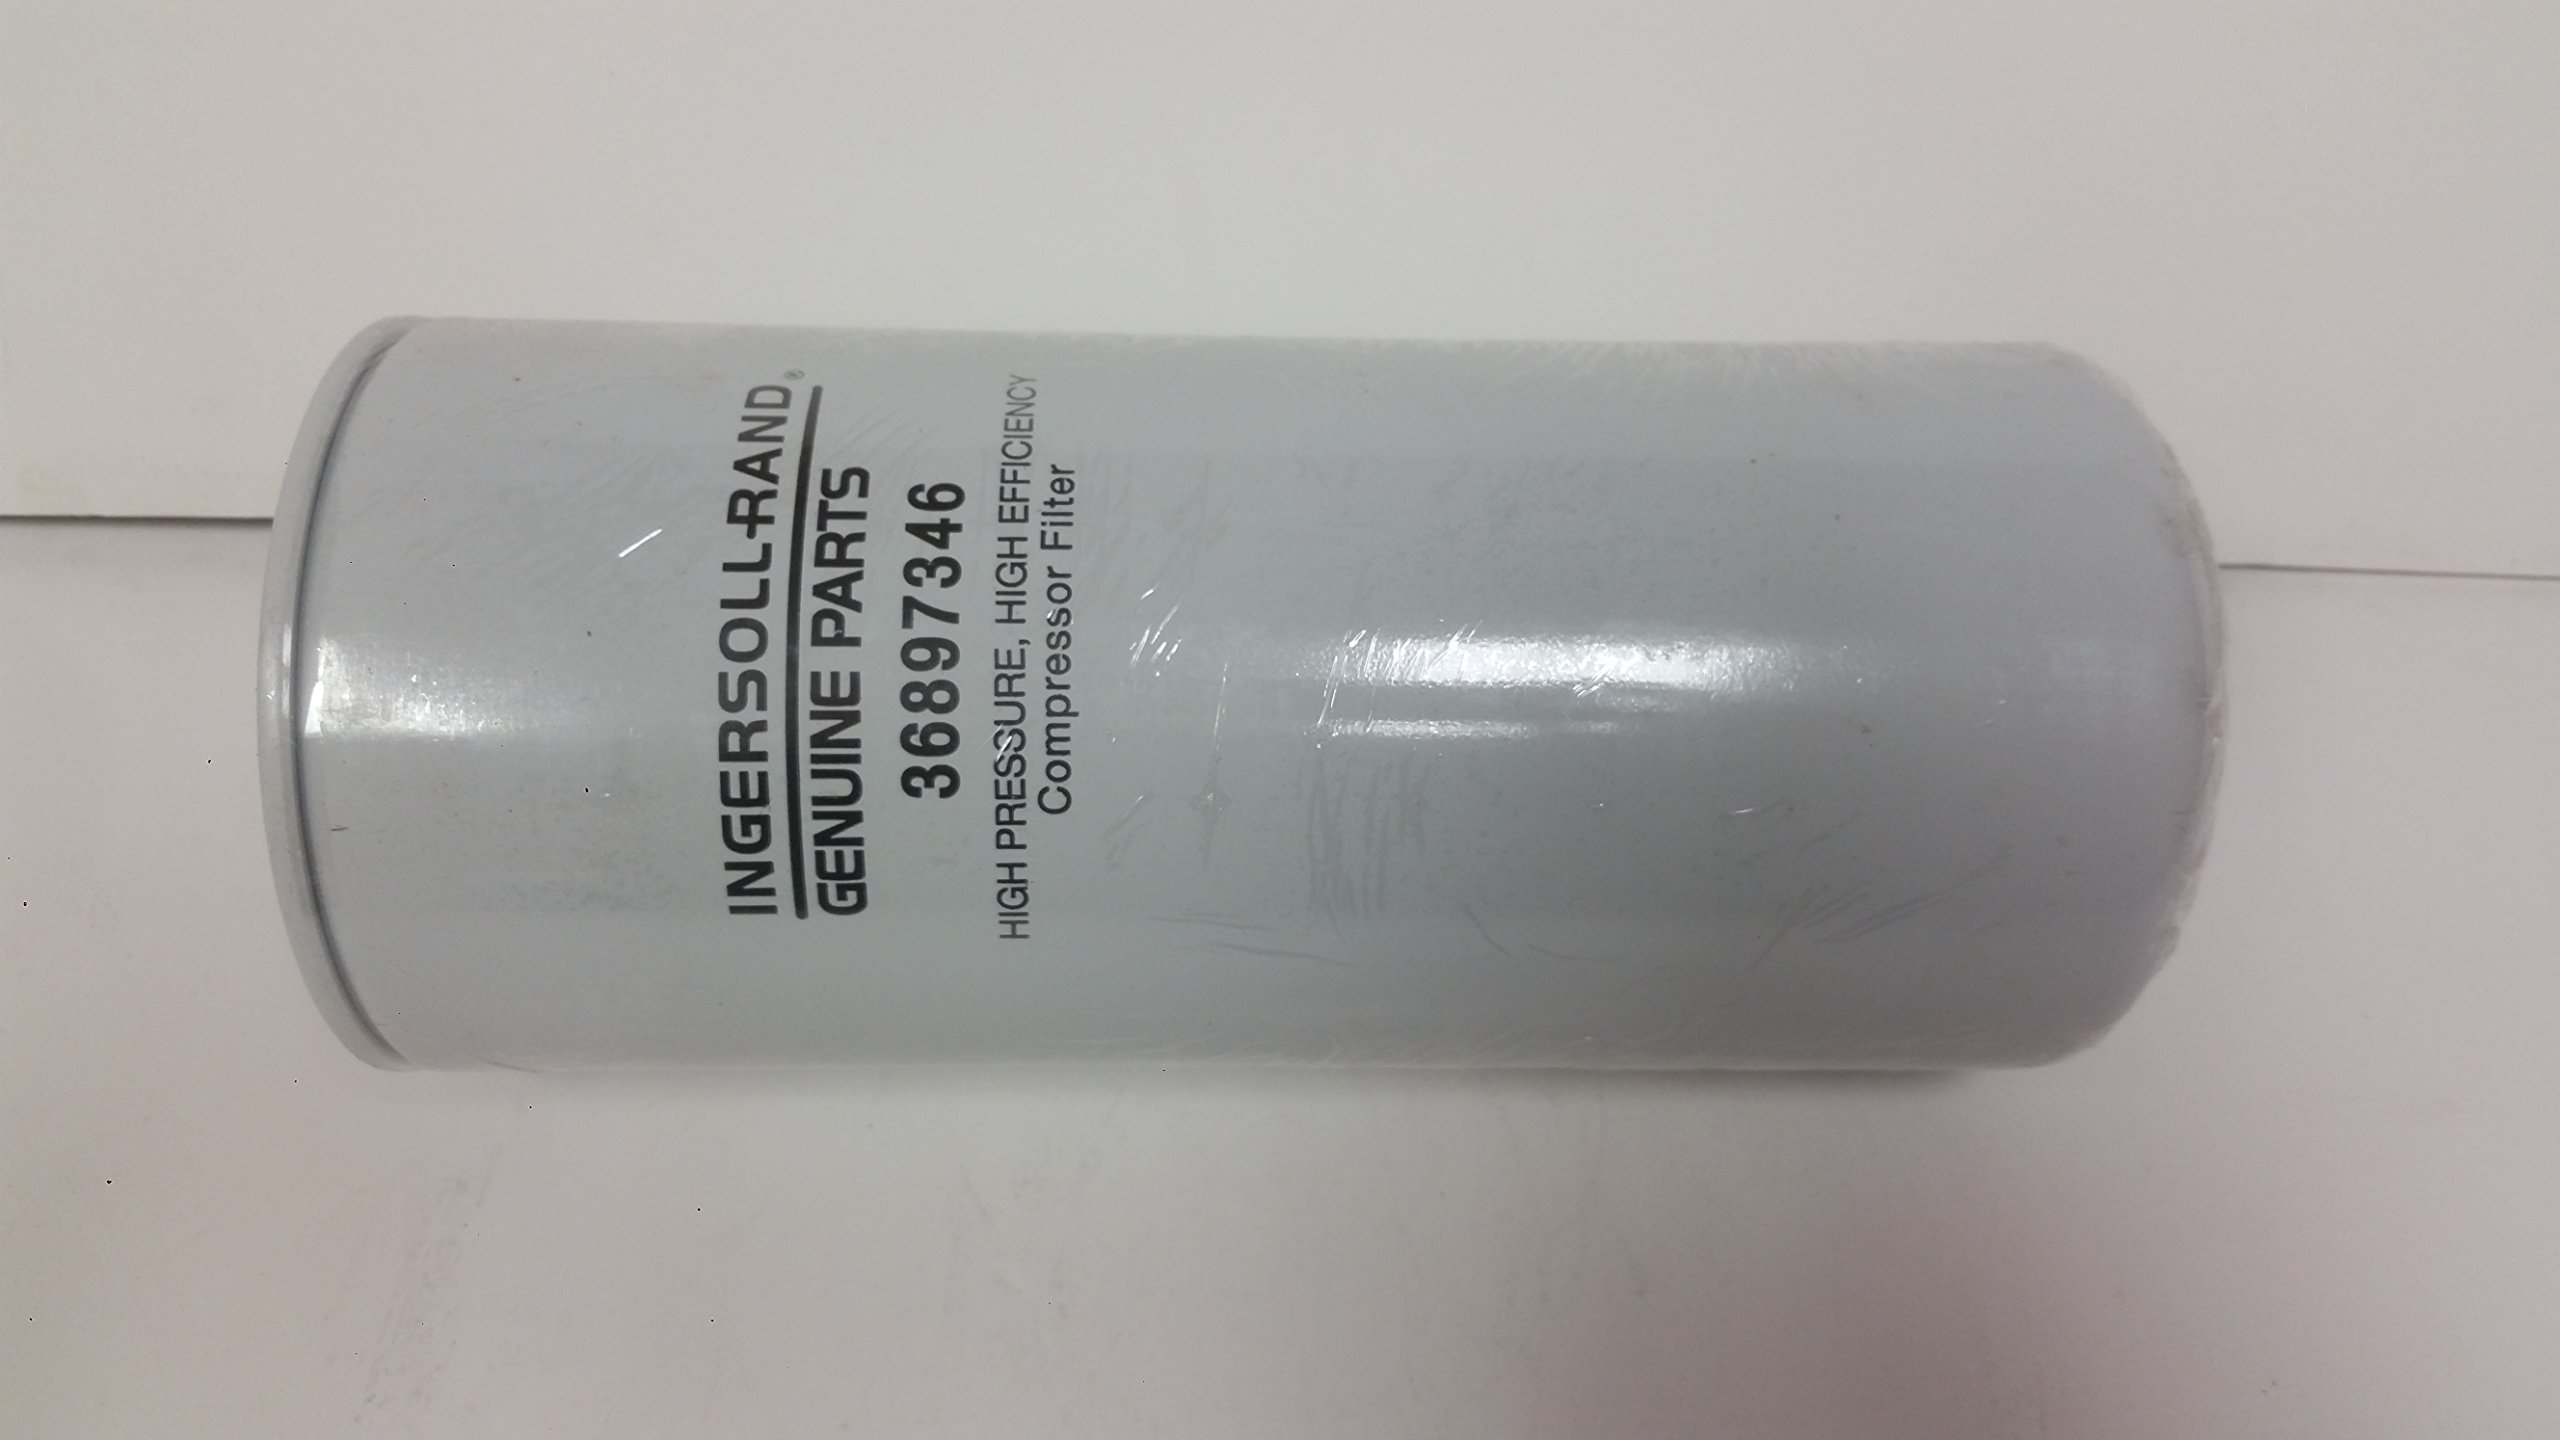 INGERSOLL-RAND®
GENUINE PARTS
36897346
HIGH PRESSURE, HIGH EFFICIENCY
Compressor Filter